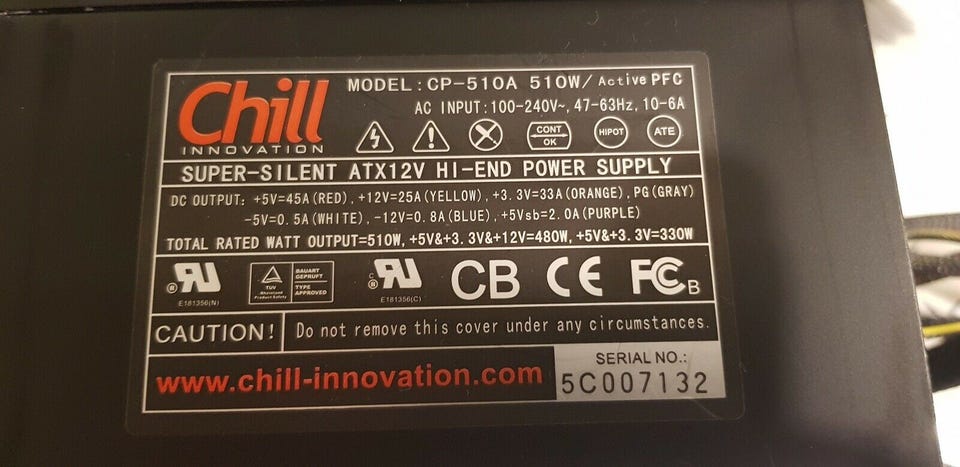 Chill
INNOVATION
MODEL: CP-510A 510W/Active PFC
AC INPUT:100-240V~, 47-63Hz, 10-6A
CONT
OK
HIPOT
ATE
SUPER-SILENT ATX12V HI-END POWER SUPPLY
DC OUTPUT: +5V=45A(RED), +12V=25A(YELLOW), +3.3V=33A(ORANGE), PG(GRAY)
-5V=0.5A(WHITE), -12V=0.8A(BLUE), +5Vsb=2.0A(PURPLE)
TOTAL RATED WATT OUTPUT=510W, +5V&+3.3V&+12V=480W, +5V&+3.3V=330W
E181356(N)
TUV
Product Safety
BAUART
GEPRUFT
TYPE
APPROVED
c
E181356(C)
CB
CE
FC B
CAUTION!
Do not remove this cover under any circumstances.
www.chill-innovation.com
SERIAL NO.:
5C007132